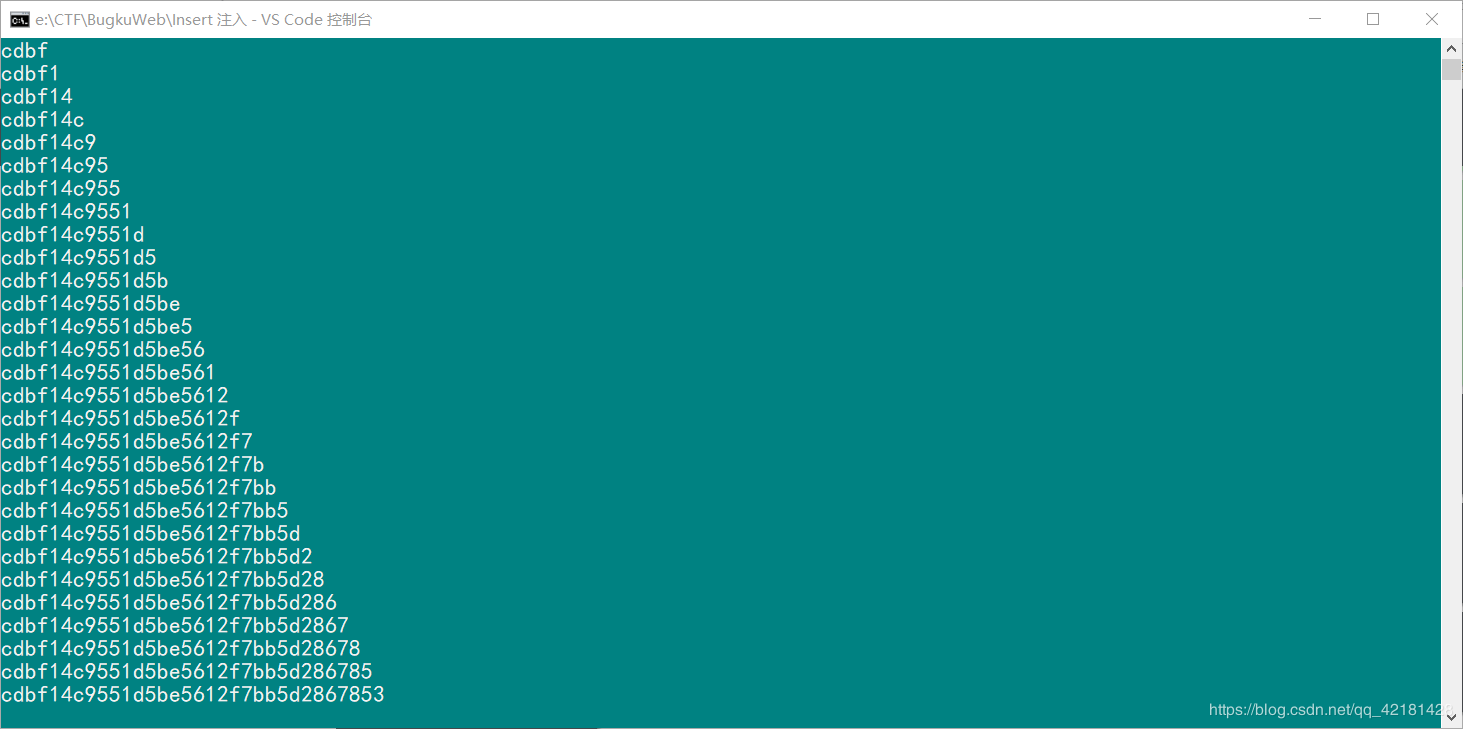 e:\CTF\BugkuWeb\Insert 注入 - VS Code 控制台
cdbf
cdbf1
cdbf14
cdbf14c
cdbf14c9
cdbf14c95
cdbf14c955
cdbf14c9551
cdbf14c9551d
cdbf14c9551d5
cdbf14c9551d5b
cdbf14c9551d5be
cdbf14c9551d5be5
cdbf14c9551d5be56
cdbf14c9551d5be561
cdbf14c9551d5be5612
cdbf14c9551d5be5612f
cdbf14c9551d5be5612f7
cdbf14c9551d5be5612f7b
cdbf14c9551d5be5612f7bb
cdbf14c9551d5be5612f7bb5
cdbf14c9551d5be5612f7bb5d
cdbf14c9551d5be5612f7bb5d2
cdbf14c9551d5be5612f7bb5d28
cdbf14c9551d5be5612f7bb5d286
cdbf14c9551d5be5612f7bb5d2867
cdbf14c9551d5be5612f7bb5d28678
cdbf14c9551d5be5612f7bb5d286785
cdbf14c9551d5be5612f7bb5d2867853
https://blog.csdn.net/qq_42181428